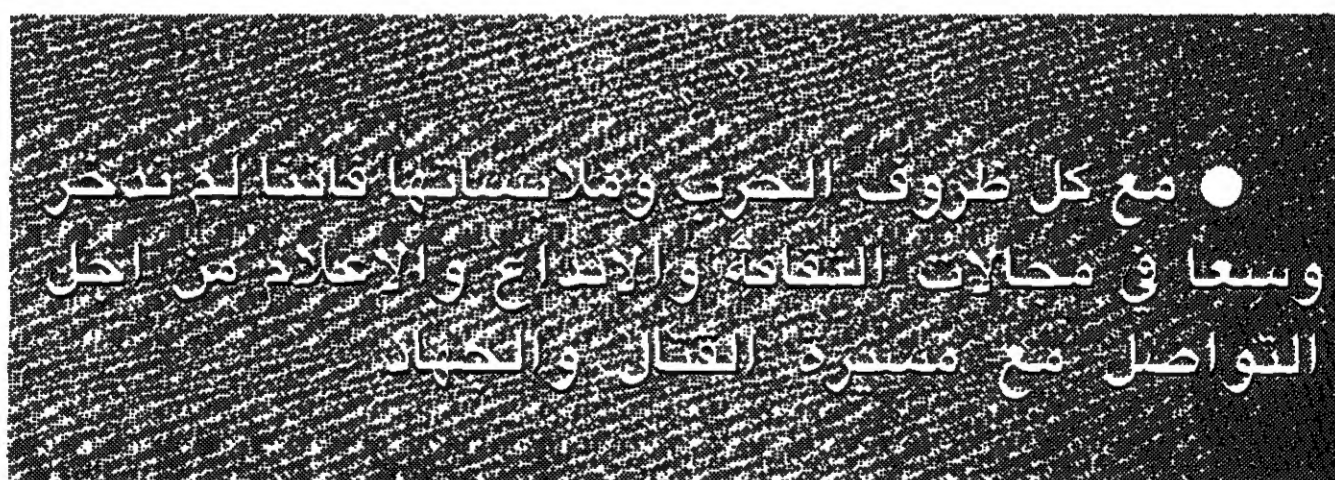 ● مع كل ظروف الحرب وملابساتها فاننا لم ندخر
وسعا في مجالات الثقافة والابداع والاعلام من اجل
التواصل مع مسيرة القتال والجهاد